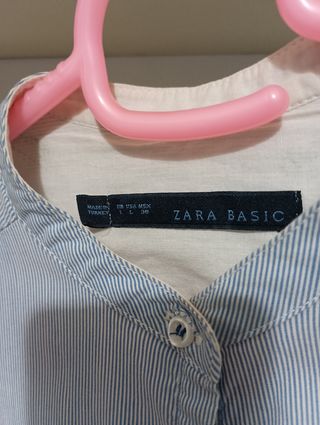 MADE IN
TURKEY
EUR USA MEX
L L 30
ZARA BASIC